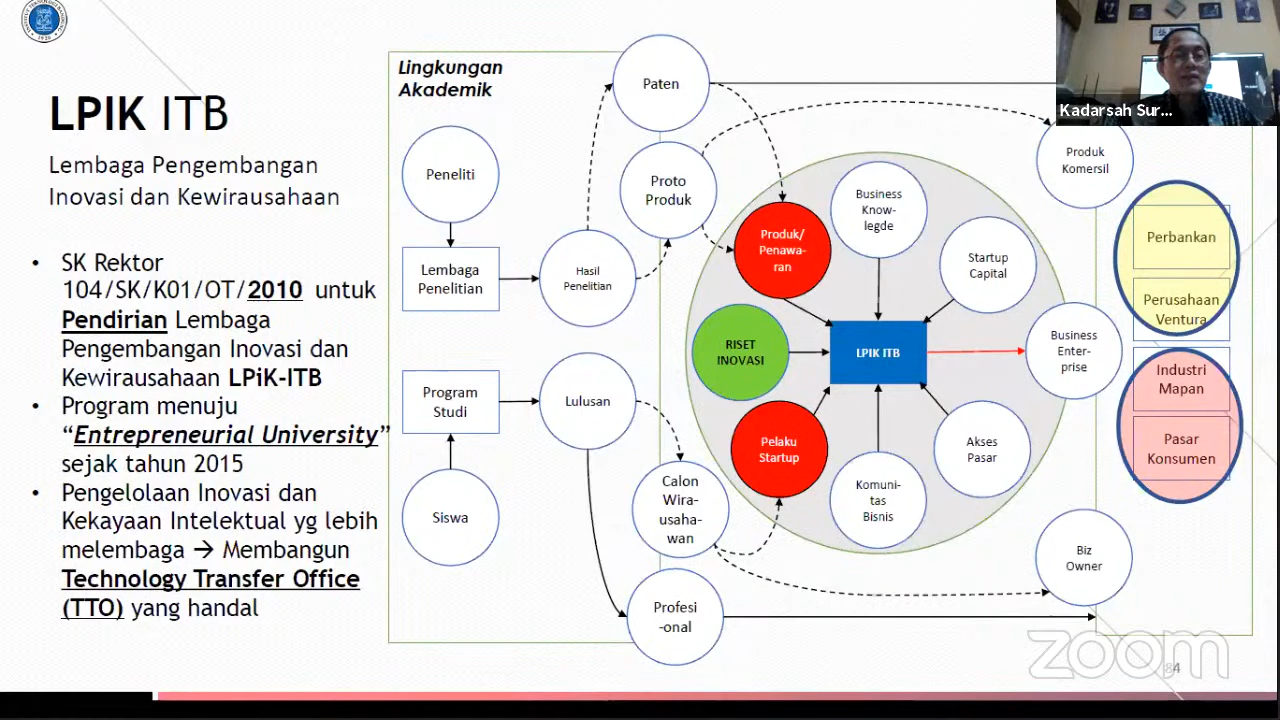 LPIK ITB
Lembaga Pengembangan
Inovasi dan Kewirausahaan
• SK Rektor
104/SK/K01/OT/2010 untuk
Pendirian Lembaga
Pengembangan Inovasi dan
Kewirausahaan LPiK-ITB
• Program menuju
“Entrepreneurial University”
sejak tahun 2015
• Pengelolaan Inovasi dan
Kekayaan Intelektual yg lebih
melembaga → Membangun
Technology Transfer Office
(TTO) yang handal
Lingkungan
Akademik
Peneliti
Lembaga
Penelitian
Hasil
Penelitian
Program
Studi
Lulusan
Siswa
Paten
Proto
Produk
Calon
Wira-
usaha-
wan
Profesi
-onal
Produk/
Penawa-
ran
RISET
INOVASI
Pelaku
Startup
Business
Know-
legde
Startup
Capital
LPIK ITB
Business
Enter-
prise
Akses
Pasar
Komuni-
tas
Bisnis
Produk
Komersil
Biz
Owner
Perbankan
Perusahaan
Ventura
Industri
Mapan
Pasar
Konsumen
Kadarsah Sur...
zoom
84